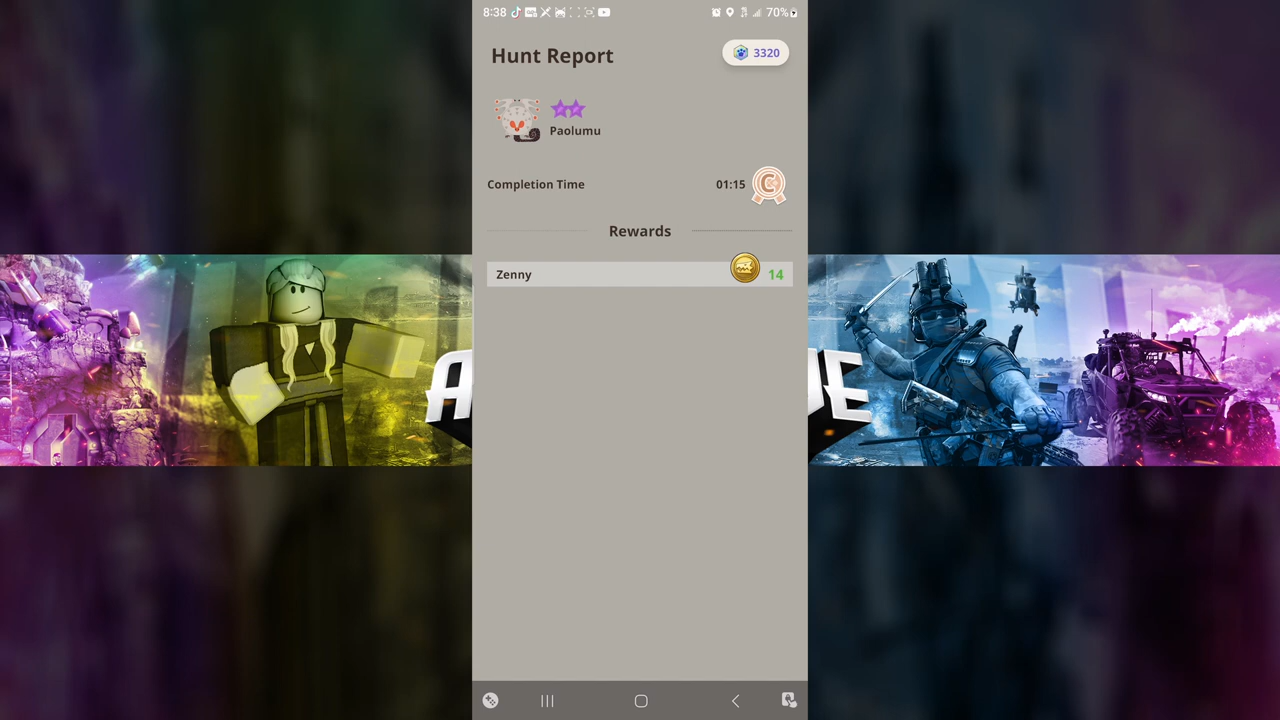 8:38 70%
Hunt Report
3320
Paolumu
Completion Time 01:15 C
Rewards
Zenny 14